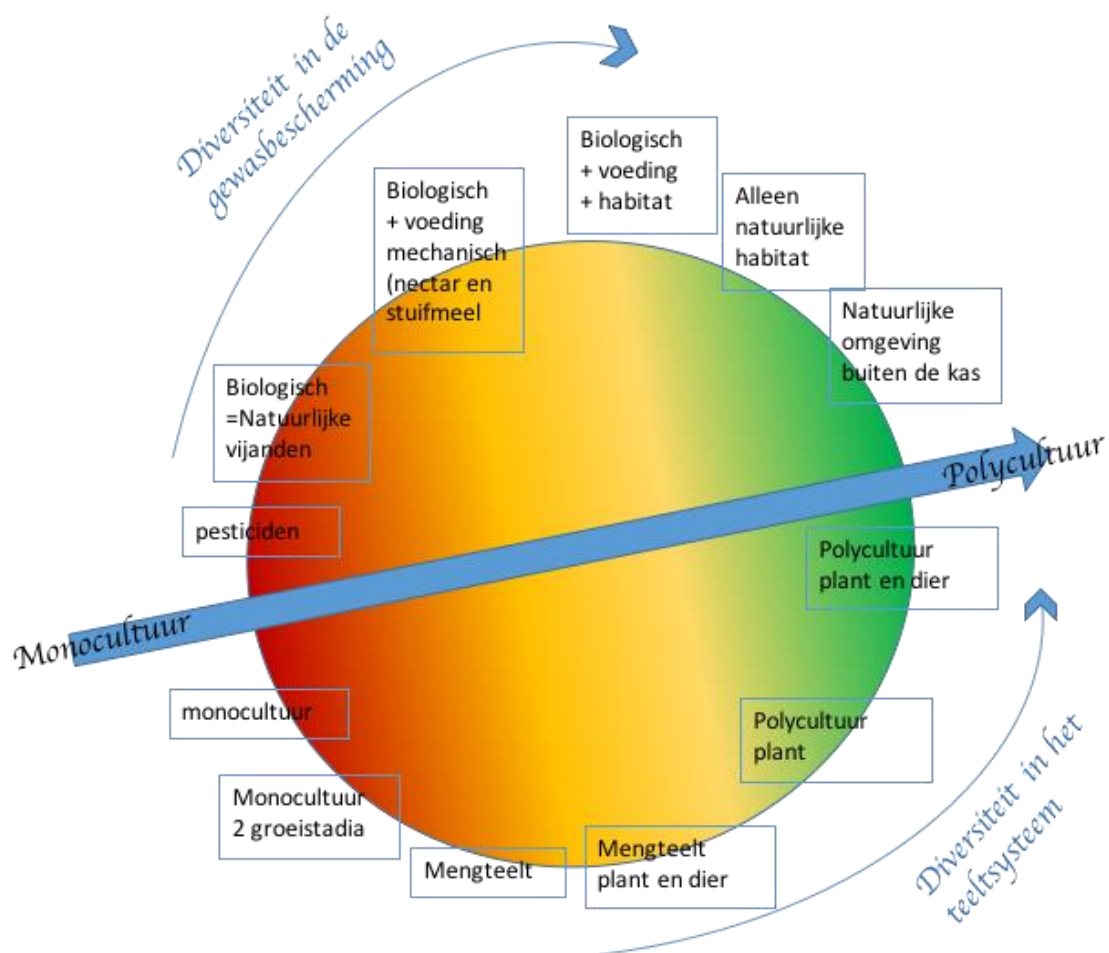 Diversiteit in de
gewasbescherming
Biologisch
+ voeding
+ habitat
Biologisch
+ voeding
mechanisch
(nectar en
stuifmeel
Alleen
natuurlijke
habitat
Natuurlijke
omgeving
buiten de kas
Biologisch
=Natuurlijke
vijanden
Polycultuur
pesticiden
Polycultuur
plant en dier
Monocultuur
monocultuur
Polycultuur
plant
Monocultuur
2 groeistadia
Mengteelt
Mengteelt
plant en dier
Diversiteit in het
teeltsysteem